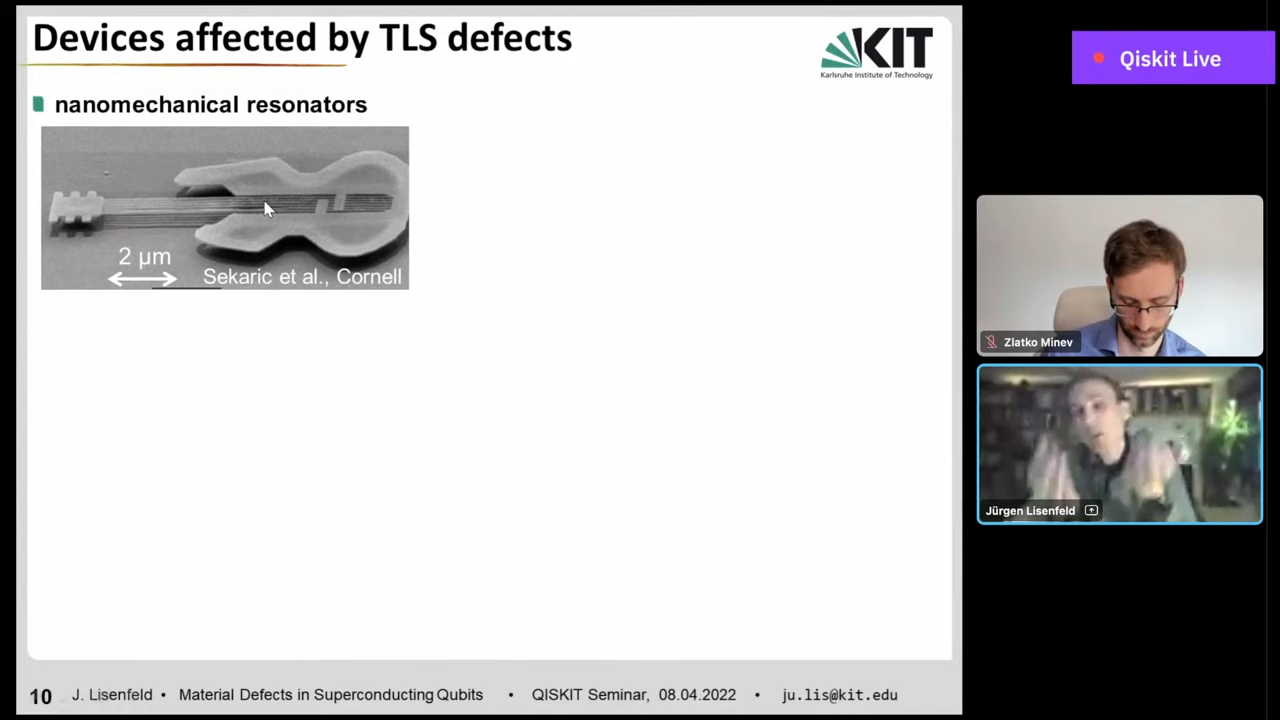 Devices affected by TLS defects
KIT
Karlsruhe Institute of Technology
Qiskit Live
nanomechanical resonators
2 µm
Sekaric et al., Cornell
Zlatko Minev
Jürgen Lisenfeld
10 J. Lisenfeld • Material Defects in Superconducting Qubits • QISKIT Seminar, 08.04.2022 • ju.lis@kit.edu